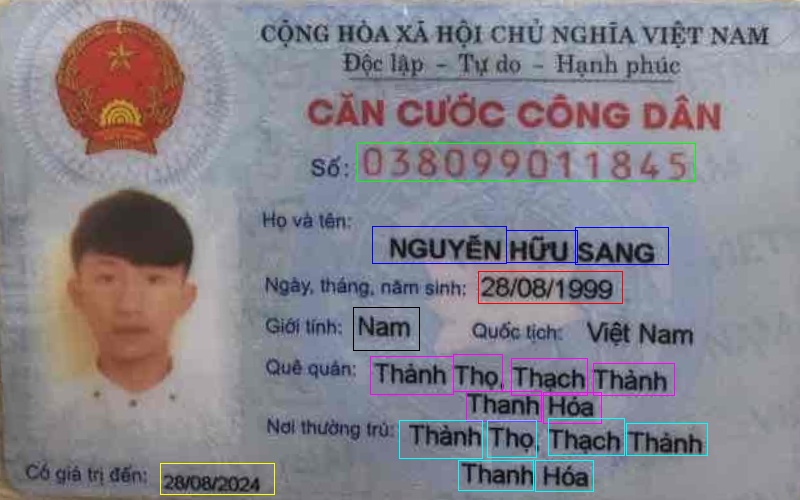 CỘNG HÒA XÃ HỘI CHỦ NGHĨA VIỆT NAM
Độc lập - Tự do - Hạnh phúc
CĂN CƯỚC CÔNG DÂN
Số: 038099011845
Họ và tên:
NGUYỄN HỮU SANG
Ngày, tháng, năm sinh: 28/08/1999
Giới tính: Nam Quốc tịch: Việt Nam
Quê quán: Thành Thọ, Thạch Thành
Thanh Hóa
Nơi thường trú: Thành Thọ, Thạch Thành
Thanh Hóa
Có giá trị đến: 28/08/2024